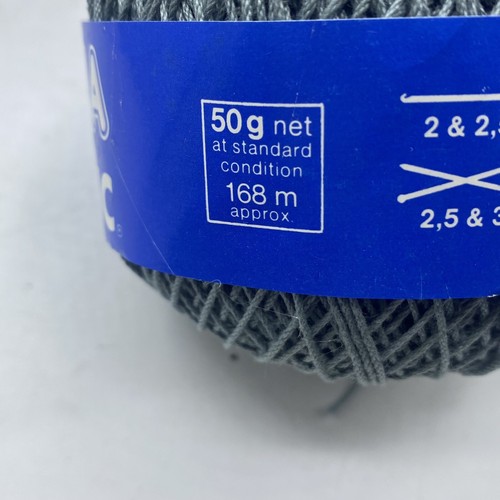 A
C
50g net
at standard
condition
168 m
approx.
2 & 2,
2,5 & 3